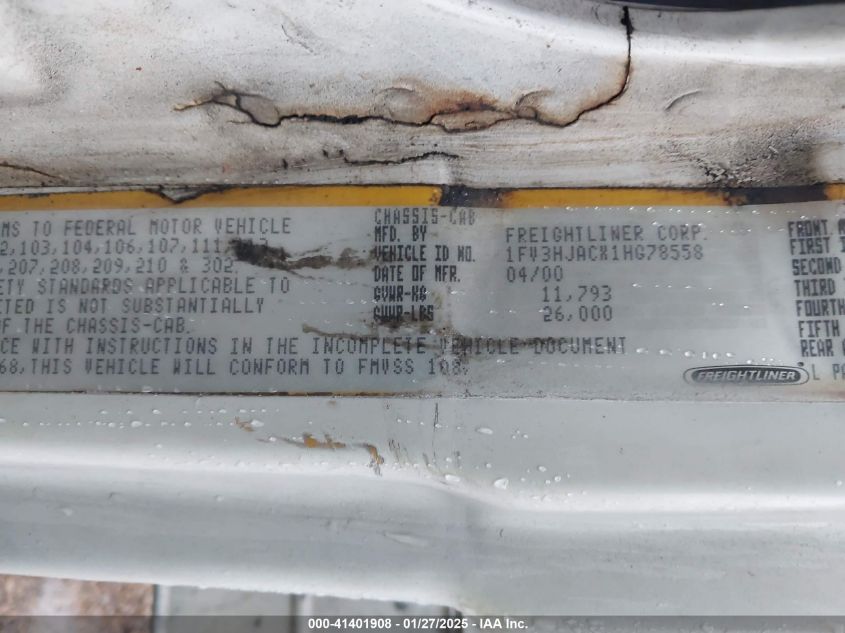 MS TO FEDERAL MOTOR VEHICLE
2,103,104,106,107,111,
,207,208,209,210 & 302.
ETY STANDARDS APPLICABLE TO
ETED IS NOT SUBSTANTIALLY
OF THE CHASSIS-CAB.
CE WITH INSTRUCTIONS IN THE INCOMPLETE VEHICLE DOCUMENT
68,THIS VEHICLE WILL CONFORM TO FMVSS 108.
CHASSIS-CAB
MFD. BY FREIGHTLINER CORP.
VEHICLE ID NO. 1FV3HJAC81HG78558
DATE OF MFR. 04/00
GVWR-KG 11,793
GVWR-LBS 26,000
FREIGHTLINER
FRONT A
FIRST I
SECOND
THIRD
FOURTH
FIFTH
REAR
L PA
000-41401908 | 01/27/2025 - IAA Inc.